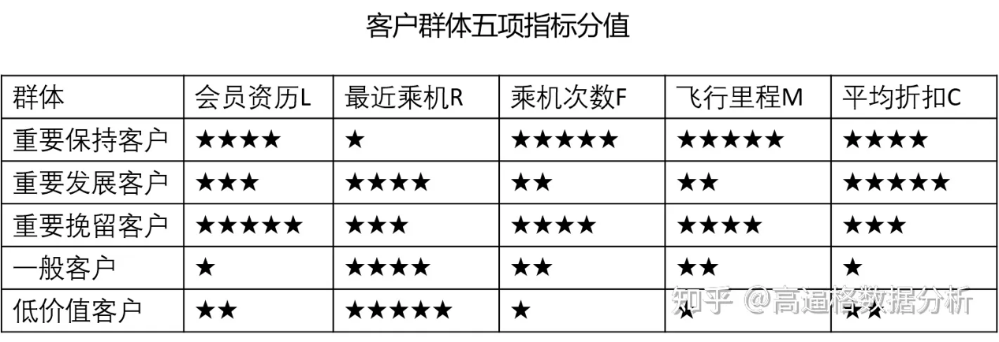 客户群体五项指标分值
群体 会员资历L 最近乘机R 乘机次数F 飞行里程M 平均折扣C
重要保持客户 ★★★★ ★ ★★★★★ ★★★★★ ★★★★
重要发展客户 ★★★ ★★★★ ★★ ★★ ★★★★★
重要挽留客户 ★★★★★ ★★★ ★★★★ ★★★★ ★★★
一般客户 ★ ★★★★ ★★ ★★ ★
低价值客户 ★★ ★★★★★ ★ ★ ★★
知乎 @高逼格数据分析